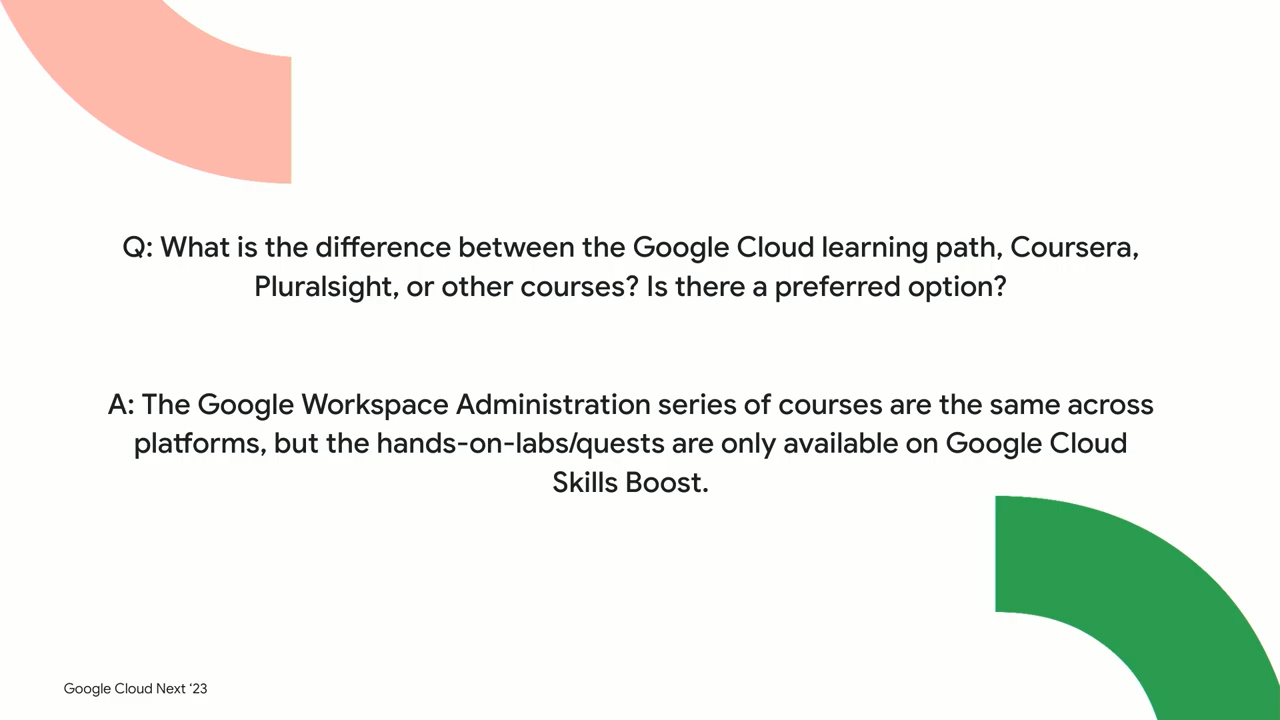 Q: What is the difference between the Google Cloud learning path, Coursera,
Pluralsight, or other courses? Is there a preferred option?
A: The Google Workspace Administration series of courses are the same across
platforms, but the hands-on-labs/quests are only available on Google Cloud
Skills Boost.
Google Cloud Next ‘23